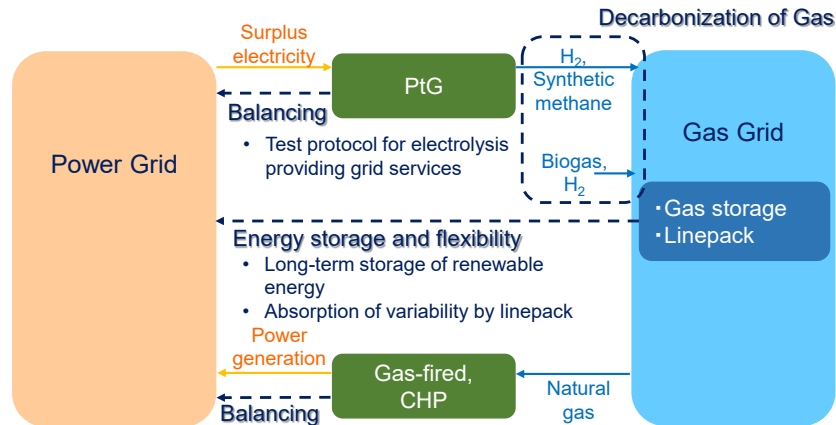 Decarbonization of Gas
Surplus
electricity
PtG
H2,
Synthetic
methane
Balancing
• Test protocol for electrolysis
providing grid services
Biogas,
H2
Power Grid
Gas Grid
・Gas storage
・Linepack
Energy storage and flexibility
• Long-term storage of renewable
energy
• Absorption of variability by linepack
Power
generation
Gas-fired,
CHP
Natural
gas
Balancing